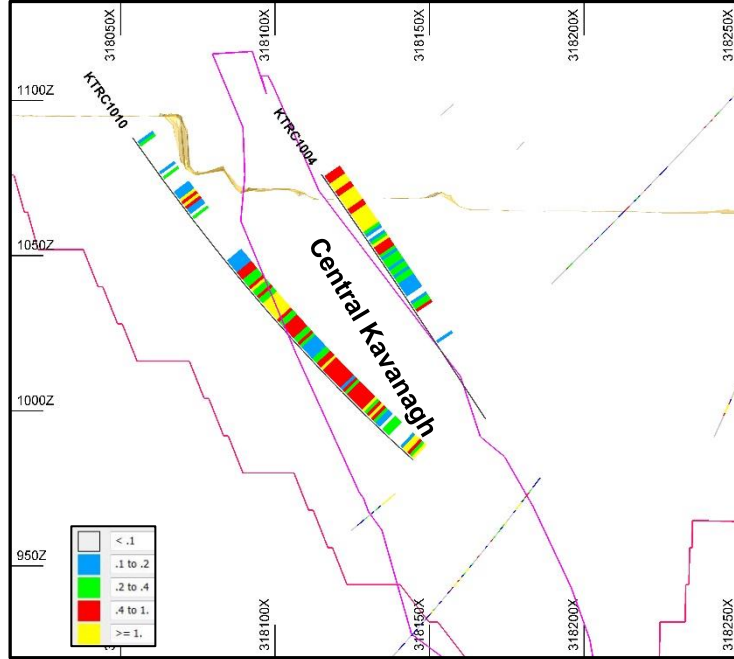 318050X
318100X
318150X
318200X
318250X
1100Z
KTRC1010
KTRC1004
1050Z
Central Kavanagh
1000Z
950Z
< .1
.1 to .2
.2 to .4
.4 to 1.
>= 1.
318100X
318150X
318200X
318250X